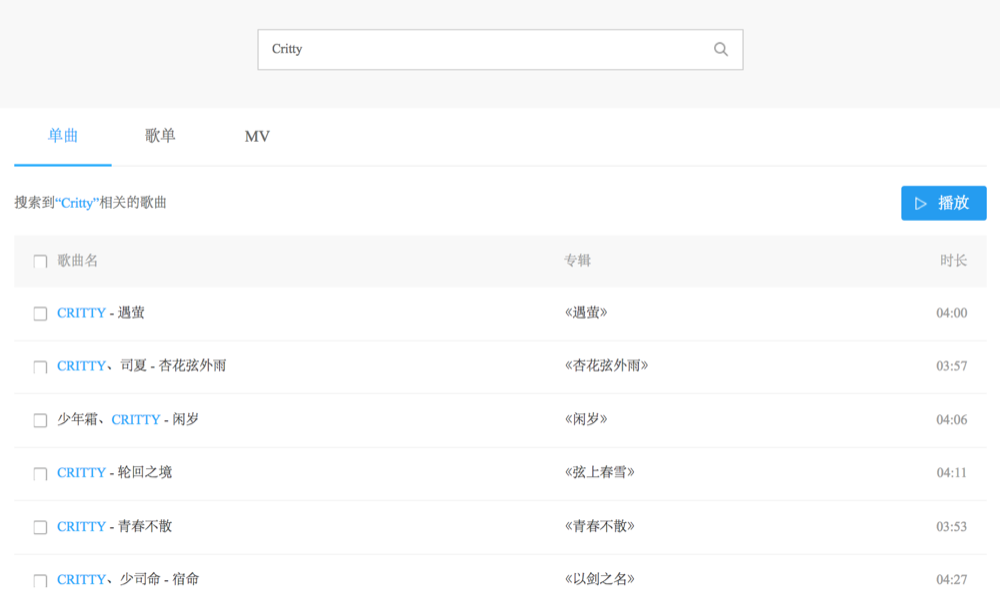 Critty
单曲 歌单 MV
搜索到“Critty”相关的歌曲 播放
歌曲名 专辑 时长
CRITTY - 遇萤 《遇萤》 04:00
CRITTY、司夏 - 杏花弦外雨 《杏花弦外雨》 03:57
少年霜、CRITTY - 闲岁 《闲岁》 04:06
CRITTY - 轮回之境 《弦上春雪》 04:11
CRITTY - 青春不散 《青春不散》 03:53
CRITTY、少司命 - 宿命 《以剑之名》 04:27